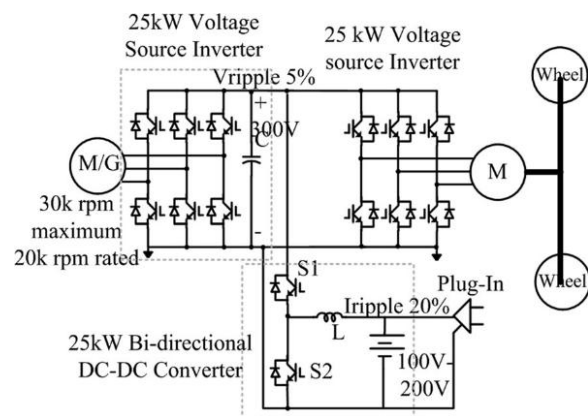 25kW Voltage
Source Inverter
25 kW Voltage
source Inverter
Vripple 5%
+
300V
C
-
M/G
30k rpm
maximum
20k rpm rated
M
Wheel
Wheel
S1
S2
L
Iripple 20%
Plug-In
100V-
200V
25kW Bi-directional
DC-DC Converter